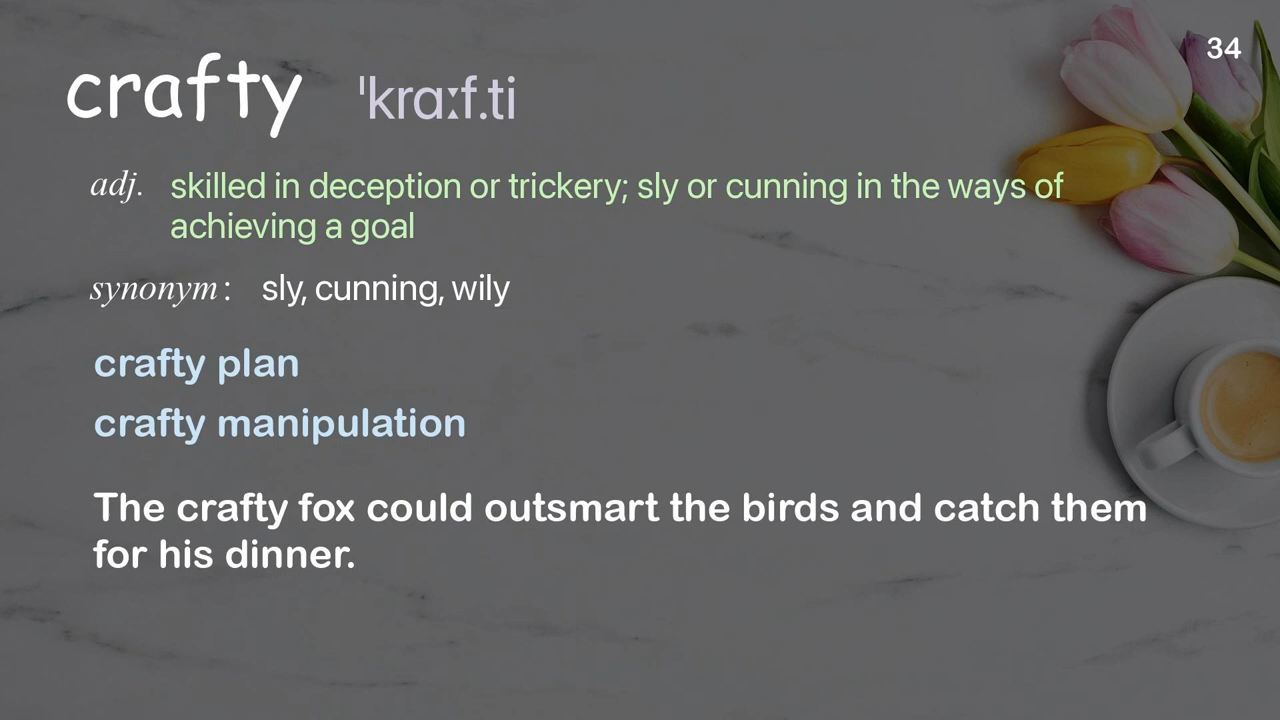 34
crafty ˈkrɑːf.ti
adj. skilled in deception or trickery; sly or cunning in the ways of
achieving a goal
synonym: sly, cunning, wily
crafty plan
crafty manipulation
The crafty fox could outsmart the birds and catch them
for his dinner.